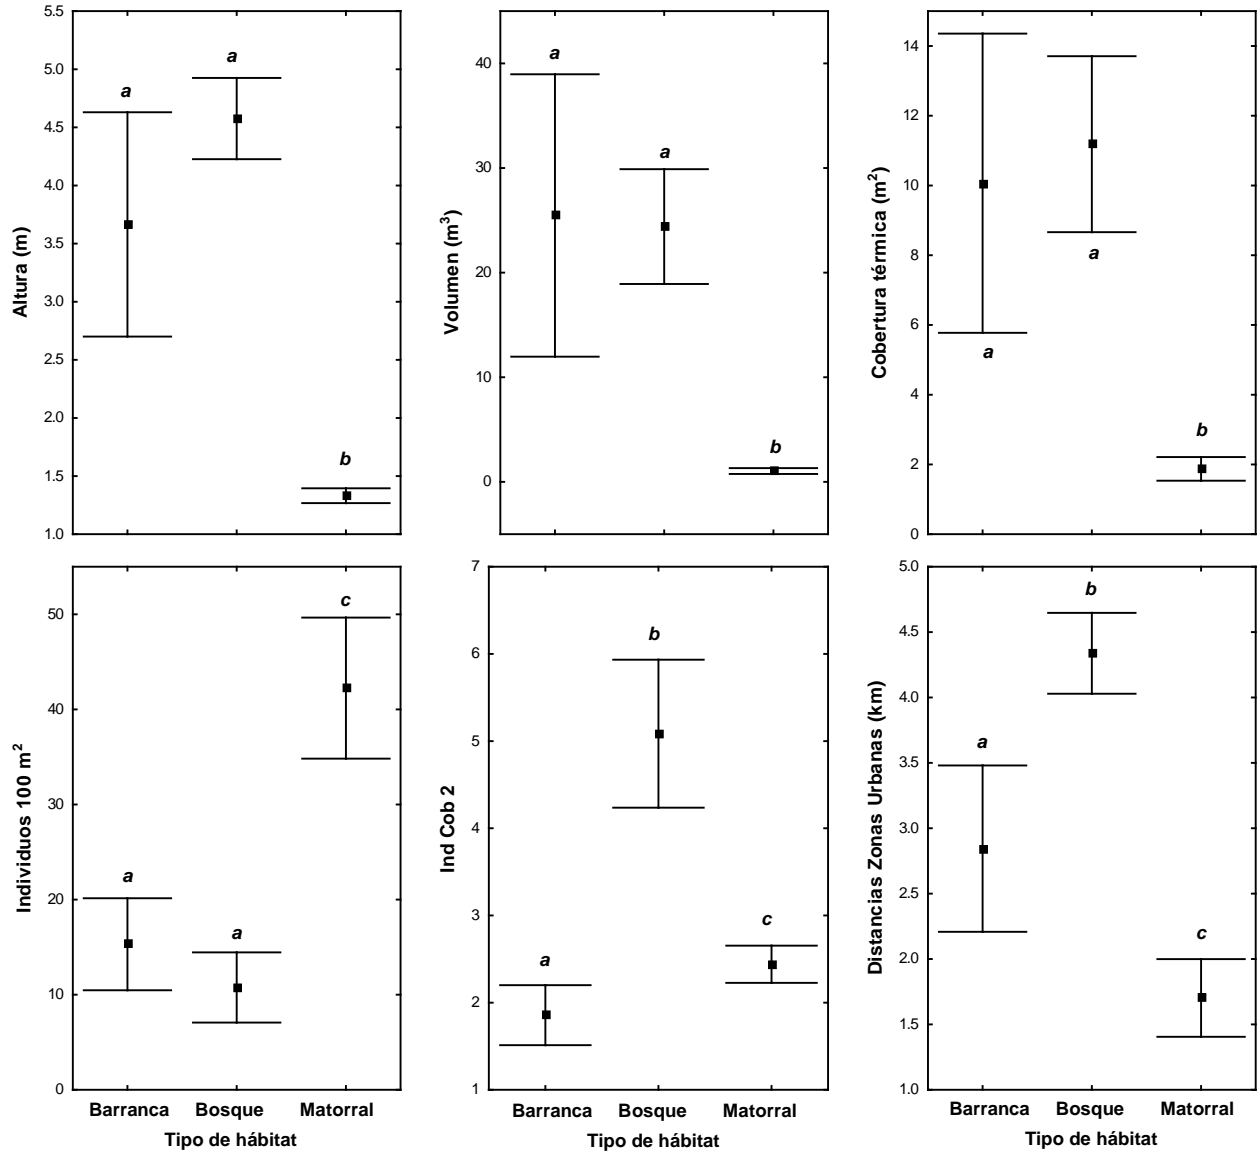 5.5
5.0
4.5
4.0
3.5
3.0
2.5
2.0
1.5
1.0
Altura (m)
a
a
b
40
30
20
10
0
Volumen (m³)
a
a
b
14
12
10
8
6
4
2
0
Cobertura térmica (m²)
a
a
b
50
40
30
20
10
0
Individuos 100 m²
a
a
c
Barranca Bosque Matorral
Tipo de hábitat
7
6
5
4
3
2
1
Ind Cob 2
a
b
c
Barranca Bosque Matorral
Tipo de hábitat
5.0
4.5
4.0
3.5
3.0
2.5
2.0
1.5
1.0
Distancias Zonas Urbanas (km)
a
b
c
Barranca Bosque Matorral
Tipo de hábitat